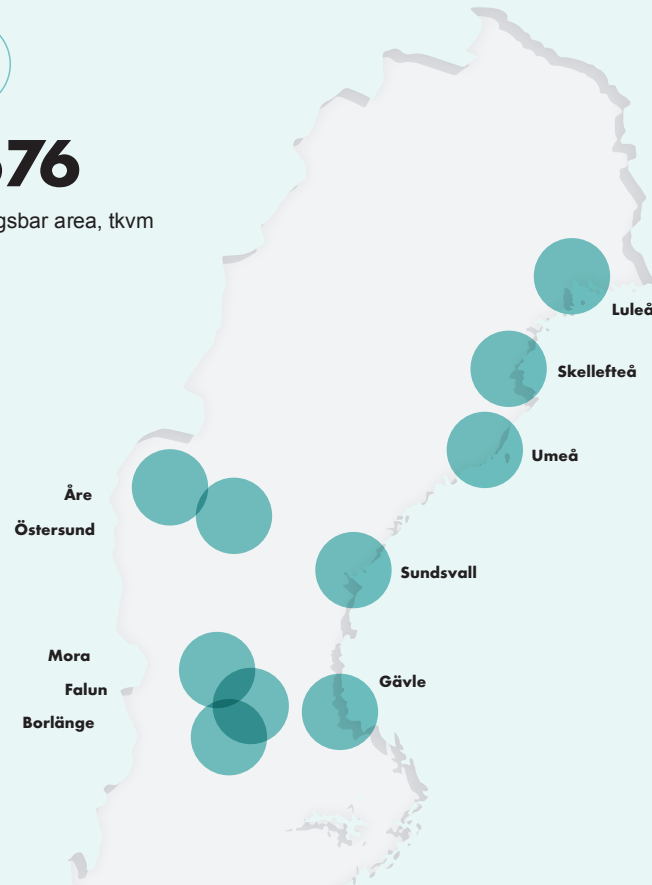 76
gsbar area, tkvm
Luleå
Skellefteå
Umeå
Åre
Östersund
Sundsvall
Mora
Falun
Gävle
Borlänge